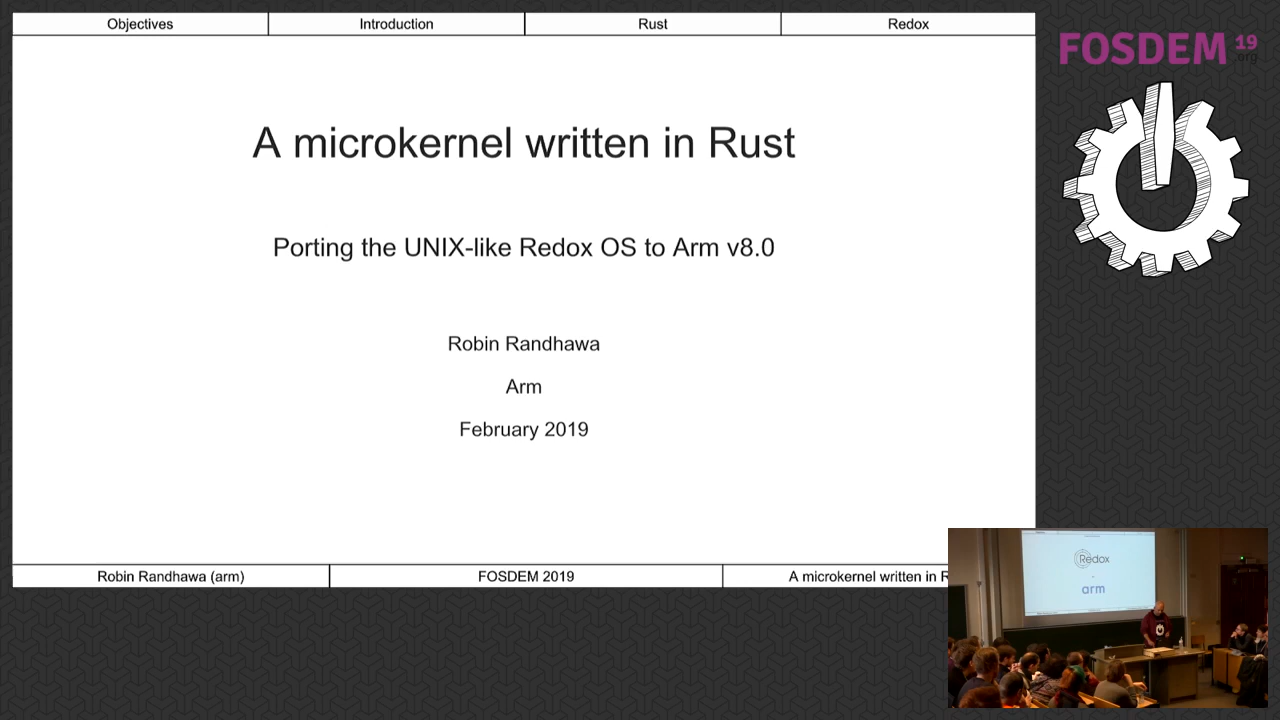 Objectives
Introduction
Rust
Redox
FOSDEM 19
.org
A microkernel written in Rust
Porting the UNIX-like Redox OS to Arm v8.0
Robin Randhawa
Arm
February 2019
Robin Randhawa (arm)
FOSDEM 2019
A microkernel written in R
Redox
arm